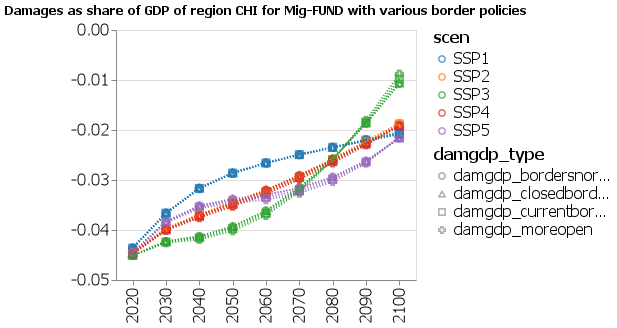 Damages as share of GDP of region CHI for Mig-FUND with various border policies
0.00
-0.01
-0.02
-0.03
-0.04
-0.05
2020
2030
2040
2050
2060
2070
2080
2090
2100
scen
SSP1
SSP2
SSP3
SSP4
SSP5
damgdp_type
damgdp_bordersnor...
damgdp_closedbord...
damgdp_currentbor...
damgdp_moreopen